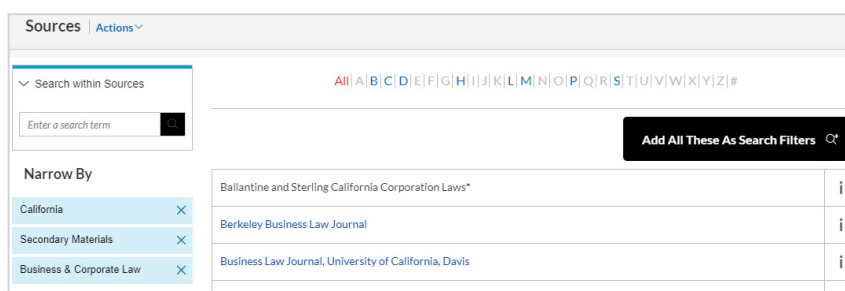 Sources | Actions
Search within Sources
All|A|B|C|D|E|F|G|H|I|J|K|L|M|N|O|P|Q|R|S|T|U|V|W|X|Y|Z|#
Enter a search term
Add All These As Search Filters
Narrow By
Ballantine and Sterling California Corporation Laws*
California
Berkeley Business Law Journal
Secondary Materials
Business Law Journal, University of California, Davis
Business & Corporate Law